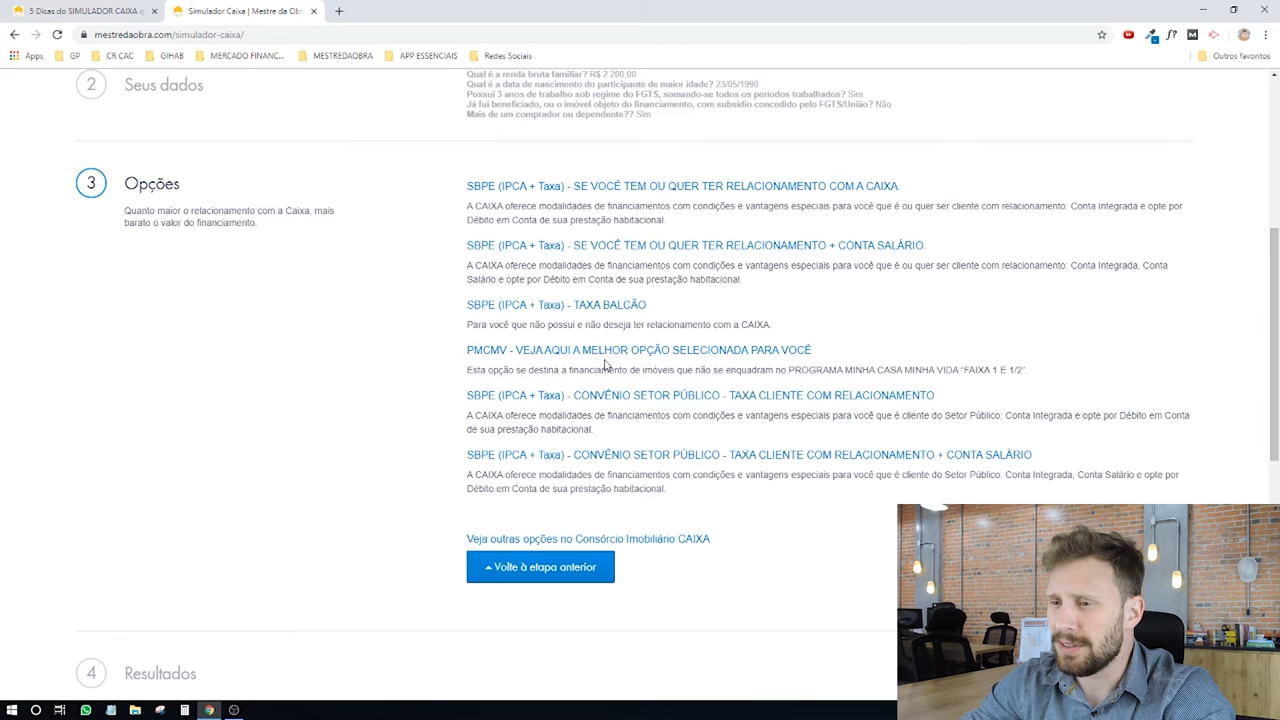 5 Dicas do SIMULADOR CAIXA q
Simulador Caixa | Mestre da Obr
mestredaobra.com/simulador-caixa/
Apps
GP
CR CAC
GIHAB
MERCADO FINANC...
MESTREDAOBRA
APP ESSENCIAIS
Redes Sociais
Outros favoritos
2
Seus dados
Qual é a renda bruta familiar? R$ 2.200,00
Qual é a data de nascimento do participante de maior idade? 23/05/1990
Possui 3 anos de trabalho sob regime do FGTS, somando-se todos os períodos trabalhados? Sim
Já fui beneficiado, ou o imóvel objeto do financiamento, com subsídio concedido pelo FGTS/União? Não
Mais de um comprador ou dependente?? Sim
3
Opções
Quanto maior o relacionamento com a Caixa, mais
barato o valor do financiamento.
SBPE (IPCA + Taxa) - SE VOCÊ TEM OU QUER TER RELACIONAMENTO COM A CAIXA.
A CAIXA oferece modalidades de financiamentos com condições e vantagens especiais para você que é ou quer ser cliente com relacionamento: Conta Integrada e opte por
Débito em Conta de sua prestação habitacional.
SBPE (IPCA + Taxa) - SE VOCÊ TEM OU QUER TER RELACIONAMENTO + CONTA SALÁRIO.
A CAIXA oferece modalidades de financiamentos com condições e vantagens especiais para você que é ou quer ser cliente com relacionamento: Conta Integrada, Conta
Salário e opte por Débito em Conta de sua prestação habitacional.
SBPE (IPCA + Taxa) - TAXA BALCÃO
Para você que não possui e não deseja ter relacionamento com a CAIXA.
PMCMV - VEJA AQUI A MELHOR OPÇÃO SELECIONADA PARA VOCÊ
Esta opção se destina a financiamento de imóveis que não se enquadram no PROGRAMA MINHA CASA MINHA VIDA "FAIXA 1 E 1/2".
SBPE (IPCA + Taxa) - CONVÊNIO SETOR PÚBLICO - TAXA CLIENTE COM RELACIONAMENTO
A CAIXA oferece modalidades de financiamentos com condições e vantagens especiais para você que é cliente do Setor Público: Conta Integrada e opte por Débito em Conta
de sua prestação habitacional.
SBPE (IPCA + Taxa) - CONVÊNIO SETOR PÚBLICO - TAXA CLIENTE COM RELACIONAMENTO + CONTA SALÁRIO
A CAIXA oferece modalidades de financiamentos com condições e vantagens especiais para você que é cliente do Setor Público: Conta Integrada, Conta Salário e opte por
Débito em Conta de sua prestação habitacional.
Veja outras opções no Consórcio Imobiliário CAIXA
Volte à etapa anterior
4
Resultados